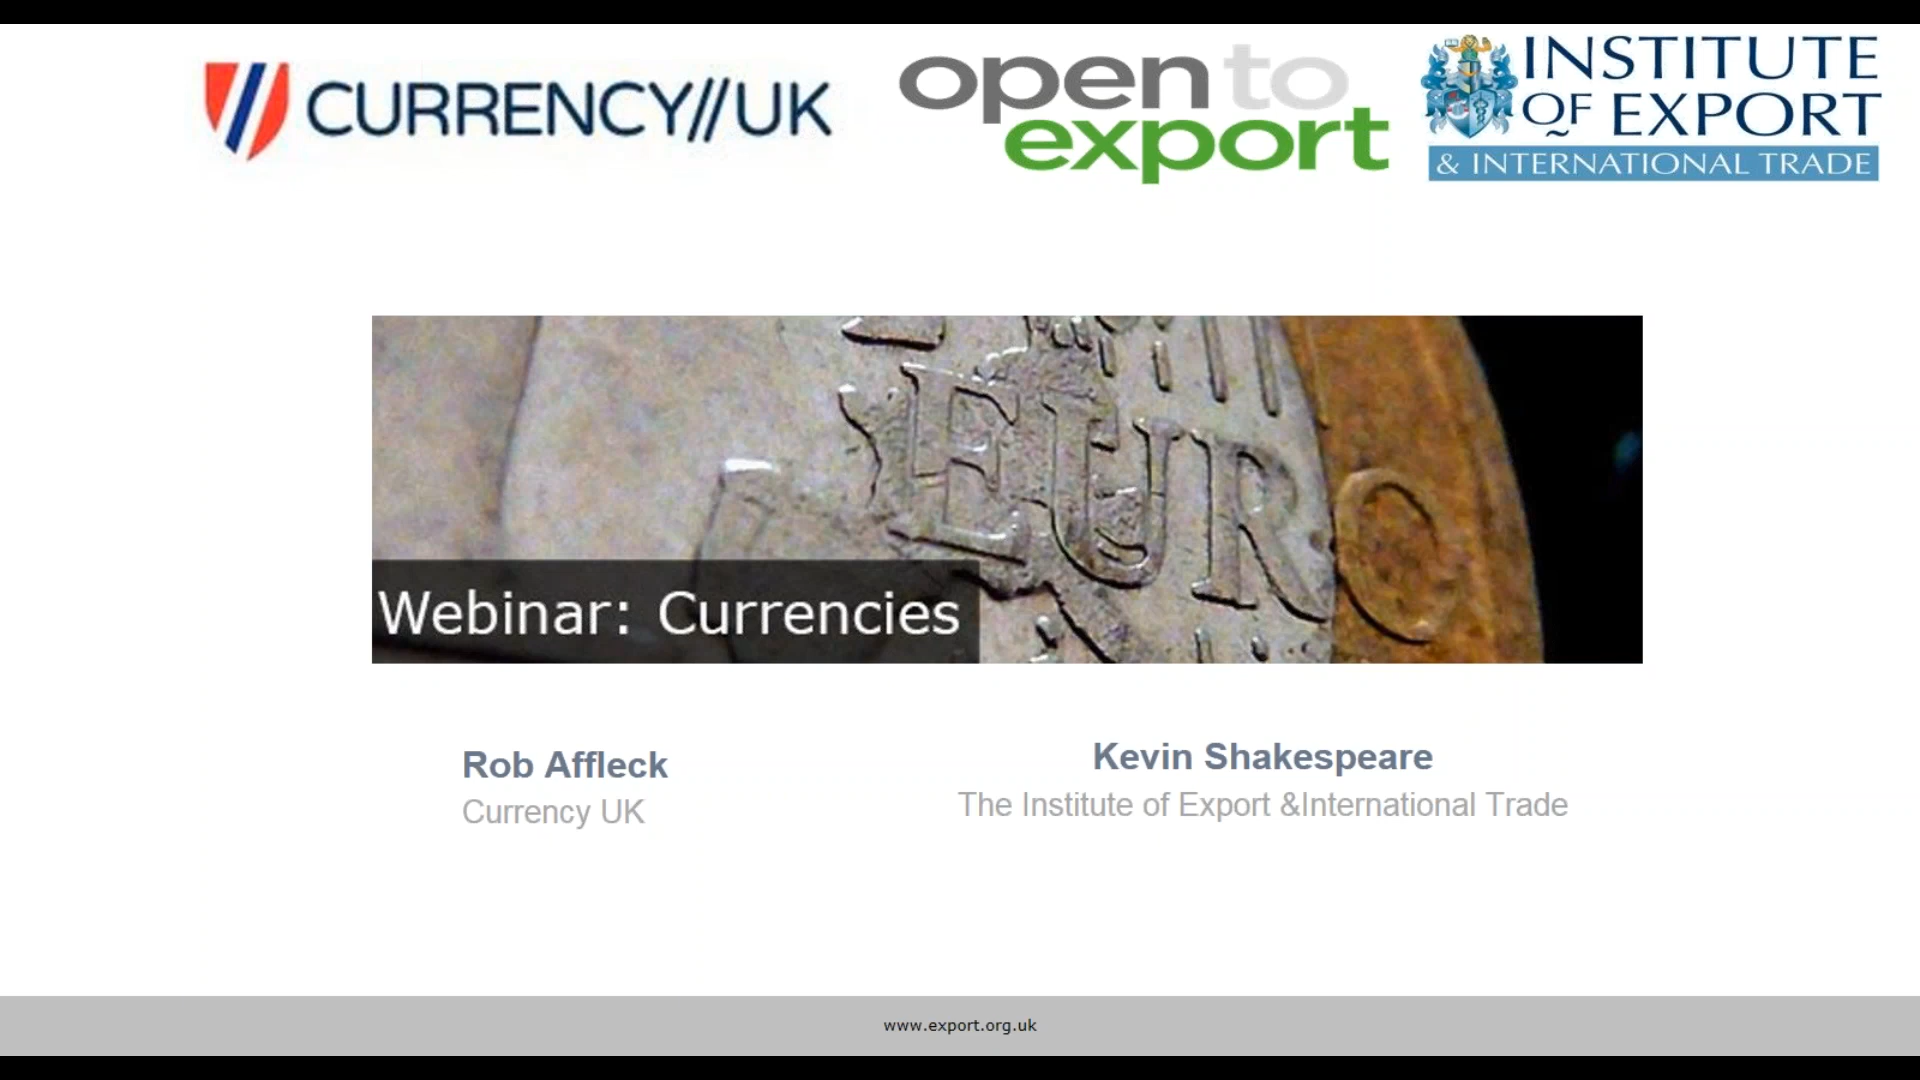 CURRENCY//UK
open to
export
INSTITUTE
OF EXPORT
& INTERNATIONAL TRADE
EURO
Webinar: Currencies
Rob Affleck
Currency UK
Kevin Shakespeare
The Institute of Export &International Trade
www.export.org.uk